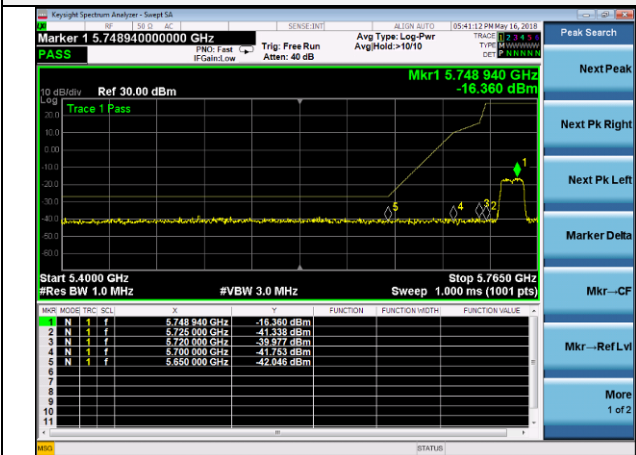 Keysight Spectrum Analyzer - Swept SA
RF 50 Ω AC SENSE:INT ALIGN AUTO 05:41:12 PM May 16, 2018
Marker 1 5.748940000000 GHz
PASS
PNO: Fast
IFGain:Low
Trig: Free Run
Atten: 40 dB
Avg Type: Log-Pwr
Avg|Hold:>10/10
TRACE 1 2 3 4 5 6
TYPE M W W W W W
DET P N N N N N
Mkr1 5.748 940 GHz
-16.360 dBm
10 dB/div Ref 30.00 dBm
Log
Trace 1 Pass
20.0
10.0
0.00
-10.0
-20.0
-30.0
-40.0
-50.0
-60.0
1
5
4
3
2
Start 5.4000 GHz Stop 5.7650 GHz
#Res BW 1.0 MHz #VBW 3.0 MHz Sweep 1.000 ms (1001 pts)
MKR MODE TRC SCL X Y FUNCTION FUNCTION WIDTH FUNCTION VALUE
1 N 1 f 5.748 940 GHz -16.360 dBm
2 N 1 f 5.725 000 GHz -41.338 dBm
3 N 1 f 5.720 000 GHz -39.977 dBm
4 N 1 f 5.700 000 GHz -41.753 dBm
5 N 1 f 5.650 000 GHz -42.046 dBm
6
7
8
9
10
11
MSG STATUS
Peak Search
Next Peak
Next Pk Right
Next Pk Left
Marker Delta
Mkr→CF
Mkr→Ref Lvl
More
1 of 2